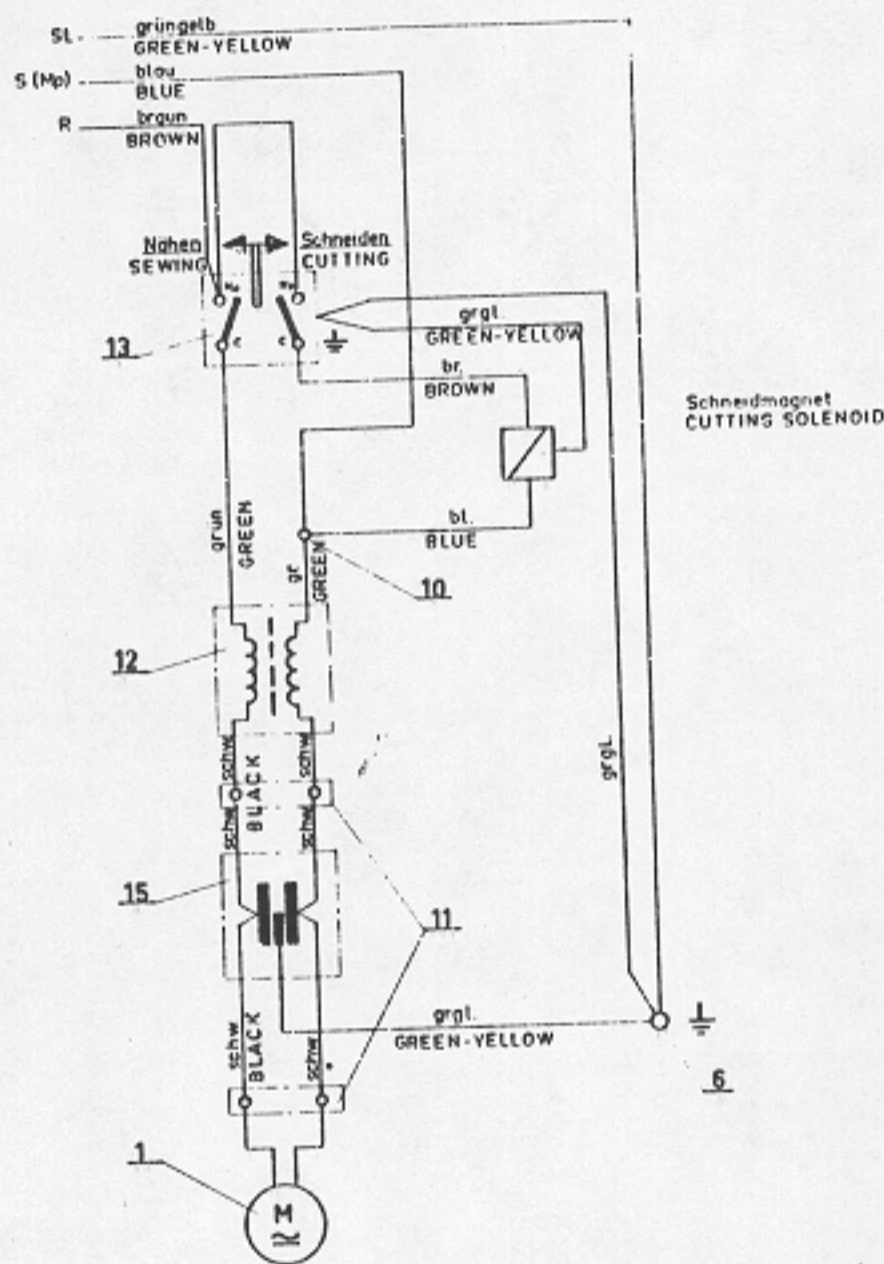 SL
grüngelb
GREEN-YELLOW
S (Mp)
blau
BLUE
R
braun
BROWN
Nähen
SEWING
Schneiden
CUTTING
13
c
c
grgl.
GREEN-YELLOW
br.
BROWN
Schneidmagnet
CUTTING SOLENOID
grün
GREEN
gr
GREEN
bl.
BLUE
10
12
schw
BLACK
schw
schw
schw
grgl.
15
11
schw
BLACK
schw
grgl.
GREEN-YELLOW
6
1
M